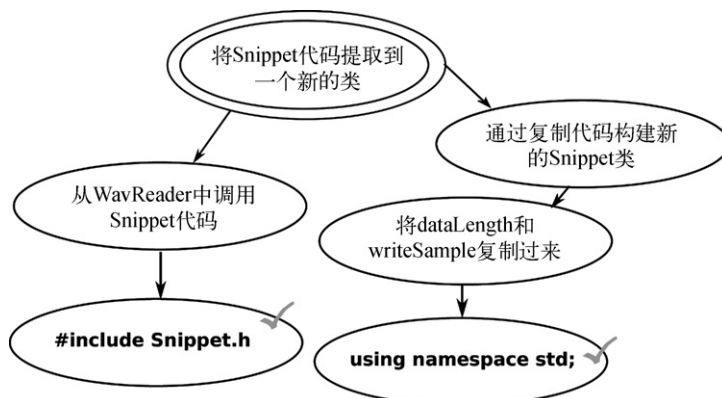 将Snippet代码提取到
一个新的类
通过复制代码构建新
的Snippet类
从WavReader中调用
Snippet代码
将dataLength和
writeSample复制过来
#include Snippet.h
using namespace std;